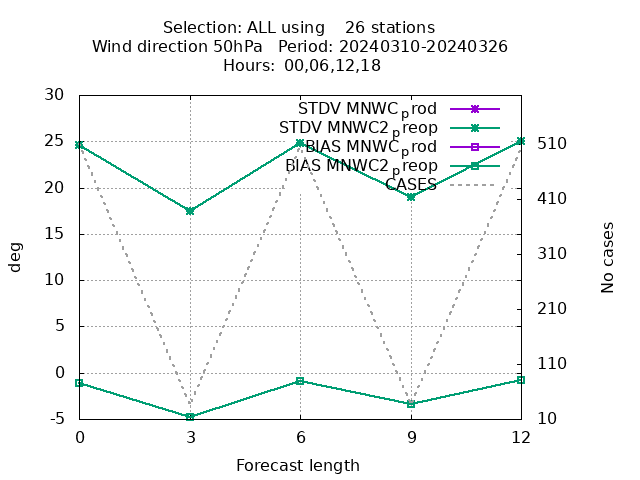 Selection: ALL using    26 stations
Wind direction 50hPa   Period: 20240310-20240326
Hours: 00,06,12,18
30
25
20
15
10
5
0
-5
deg
STDV MNWC_prod
STDV MNWC2_preop
BIAS MNWC_prod
BIAS MNWC2_preop
CASES
510
410
310
210
110
10
No cases
0 3 6 9 12
Forecast length